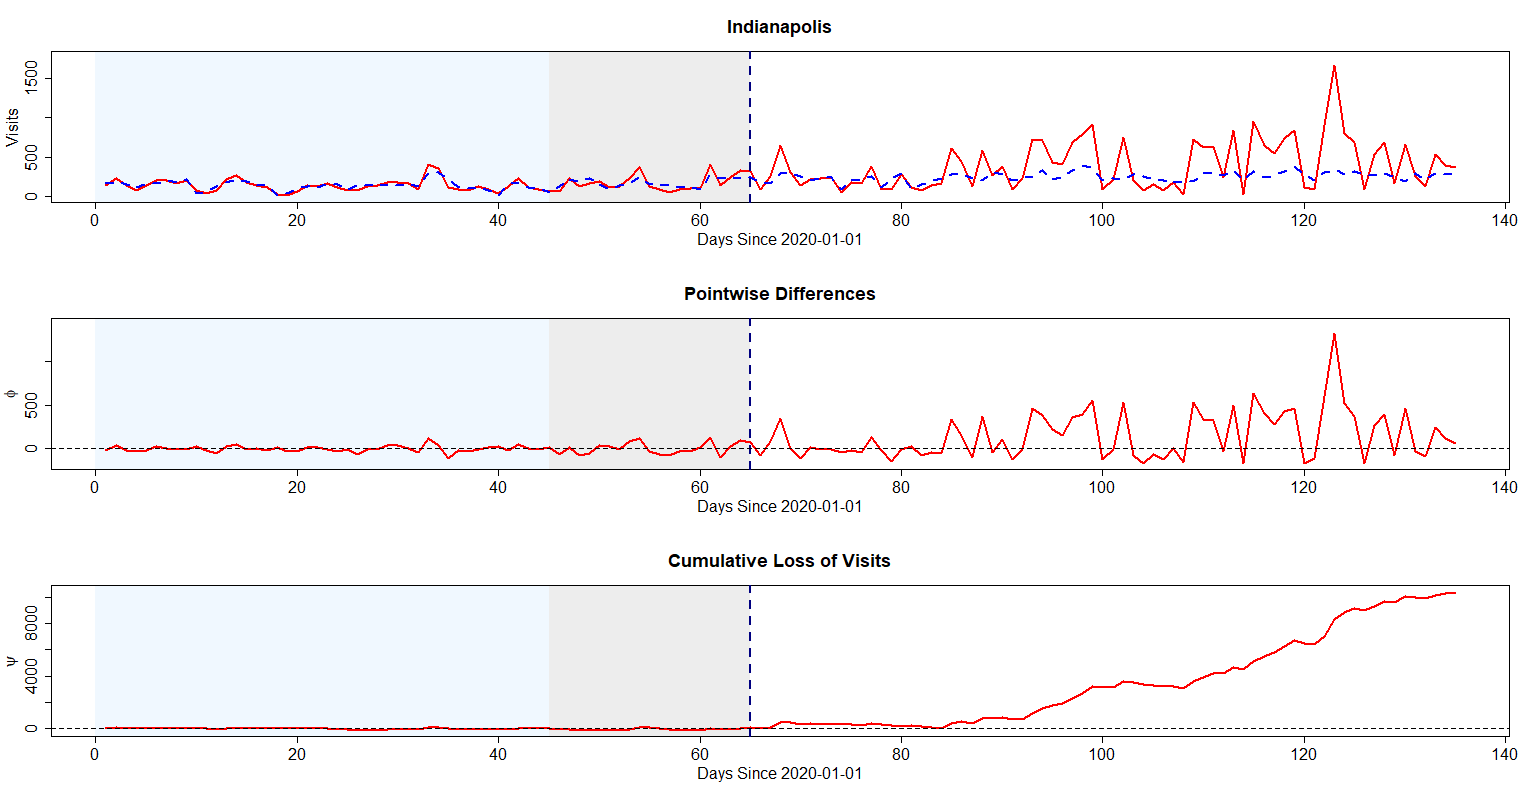 Indianapolis
Visits
1500
500
0
0 20 40 60 80 100 120 140
Days Since 2020-01-01
Pointwise Differences
ϕ
500
0
0 20 40 60 80 100 120 140
Days Since 2020-01-01
Cumulative Loss of Visits
ψ
8000
4000
0
0 20 40 60 80 100 120 140
Days Since 2020-01-01